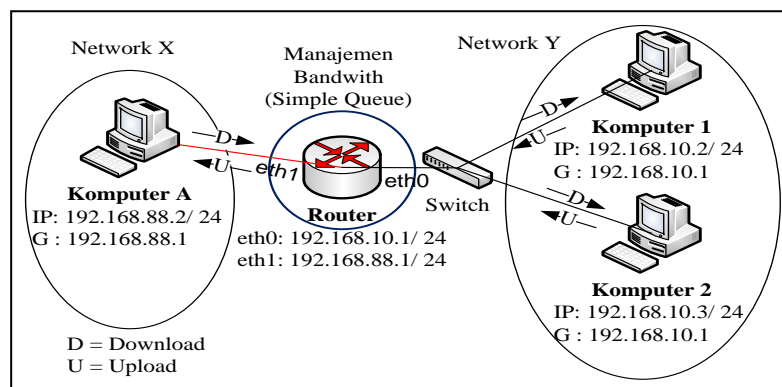 Network X
Manajemen
Bandwith
(Simple Queue)
Network Y
D
U
eth1
Komputer A
IP: 192.168.88.2/ 24
G : 192.168.88.1
eth0
Router
eth0: 192.168.10.1/ 24
eth1: 192.168.88.1/ 24
Switch
D
U
Komputer 1
IP: 192.168.10.2/ 24
G : 192.168.10.1
D
U
Komputer 2
IP: 192.168.10.3/ 24
G : 192.168.10.1
D = Download
U = Upload